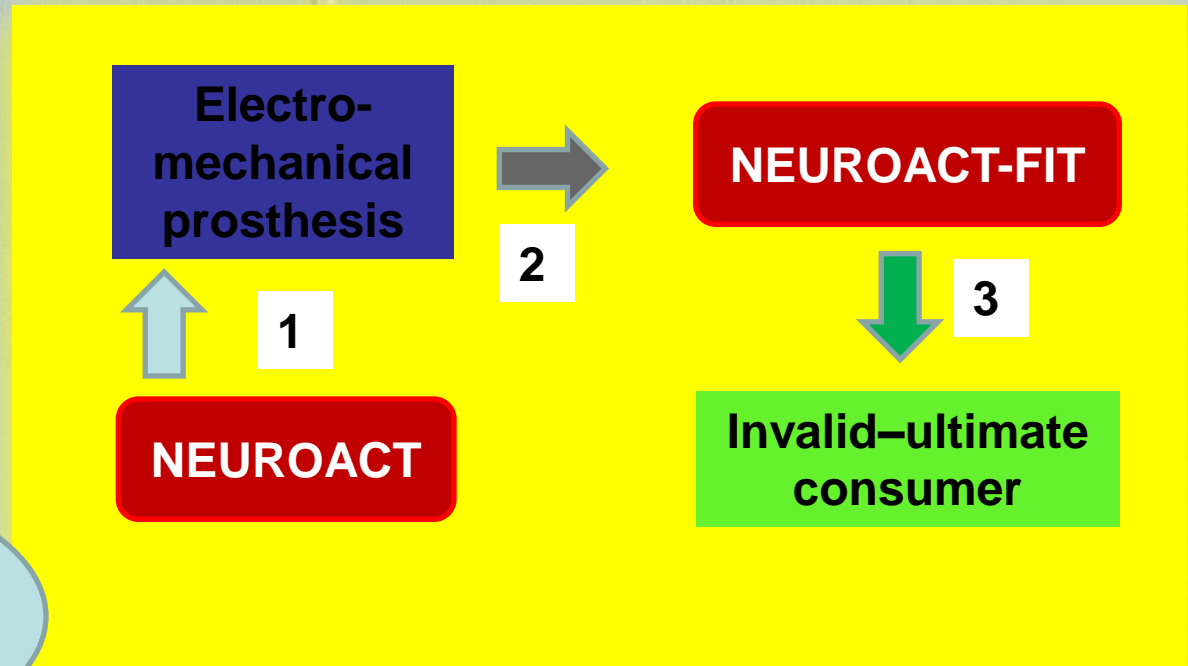 Electro-
mechanical
prosthesis
NEUROACT-FIT
2
3
1
NEUROACT
Invalid–ultimate
consumer